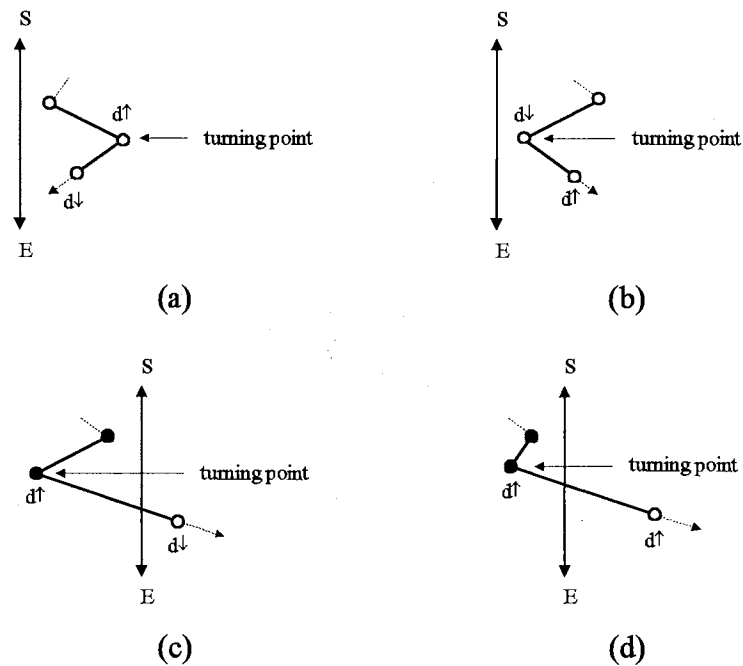 S
d↑
turning point
d↓
E
(a)
S
d↓
turning point
d↑
E
(b)
S
turning point
d↑
d↓
E
(c)
S
turning point
d↑
d↑
E
(d)